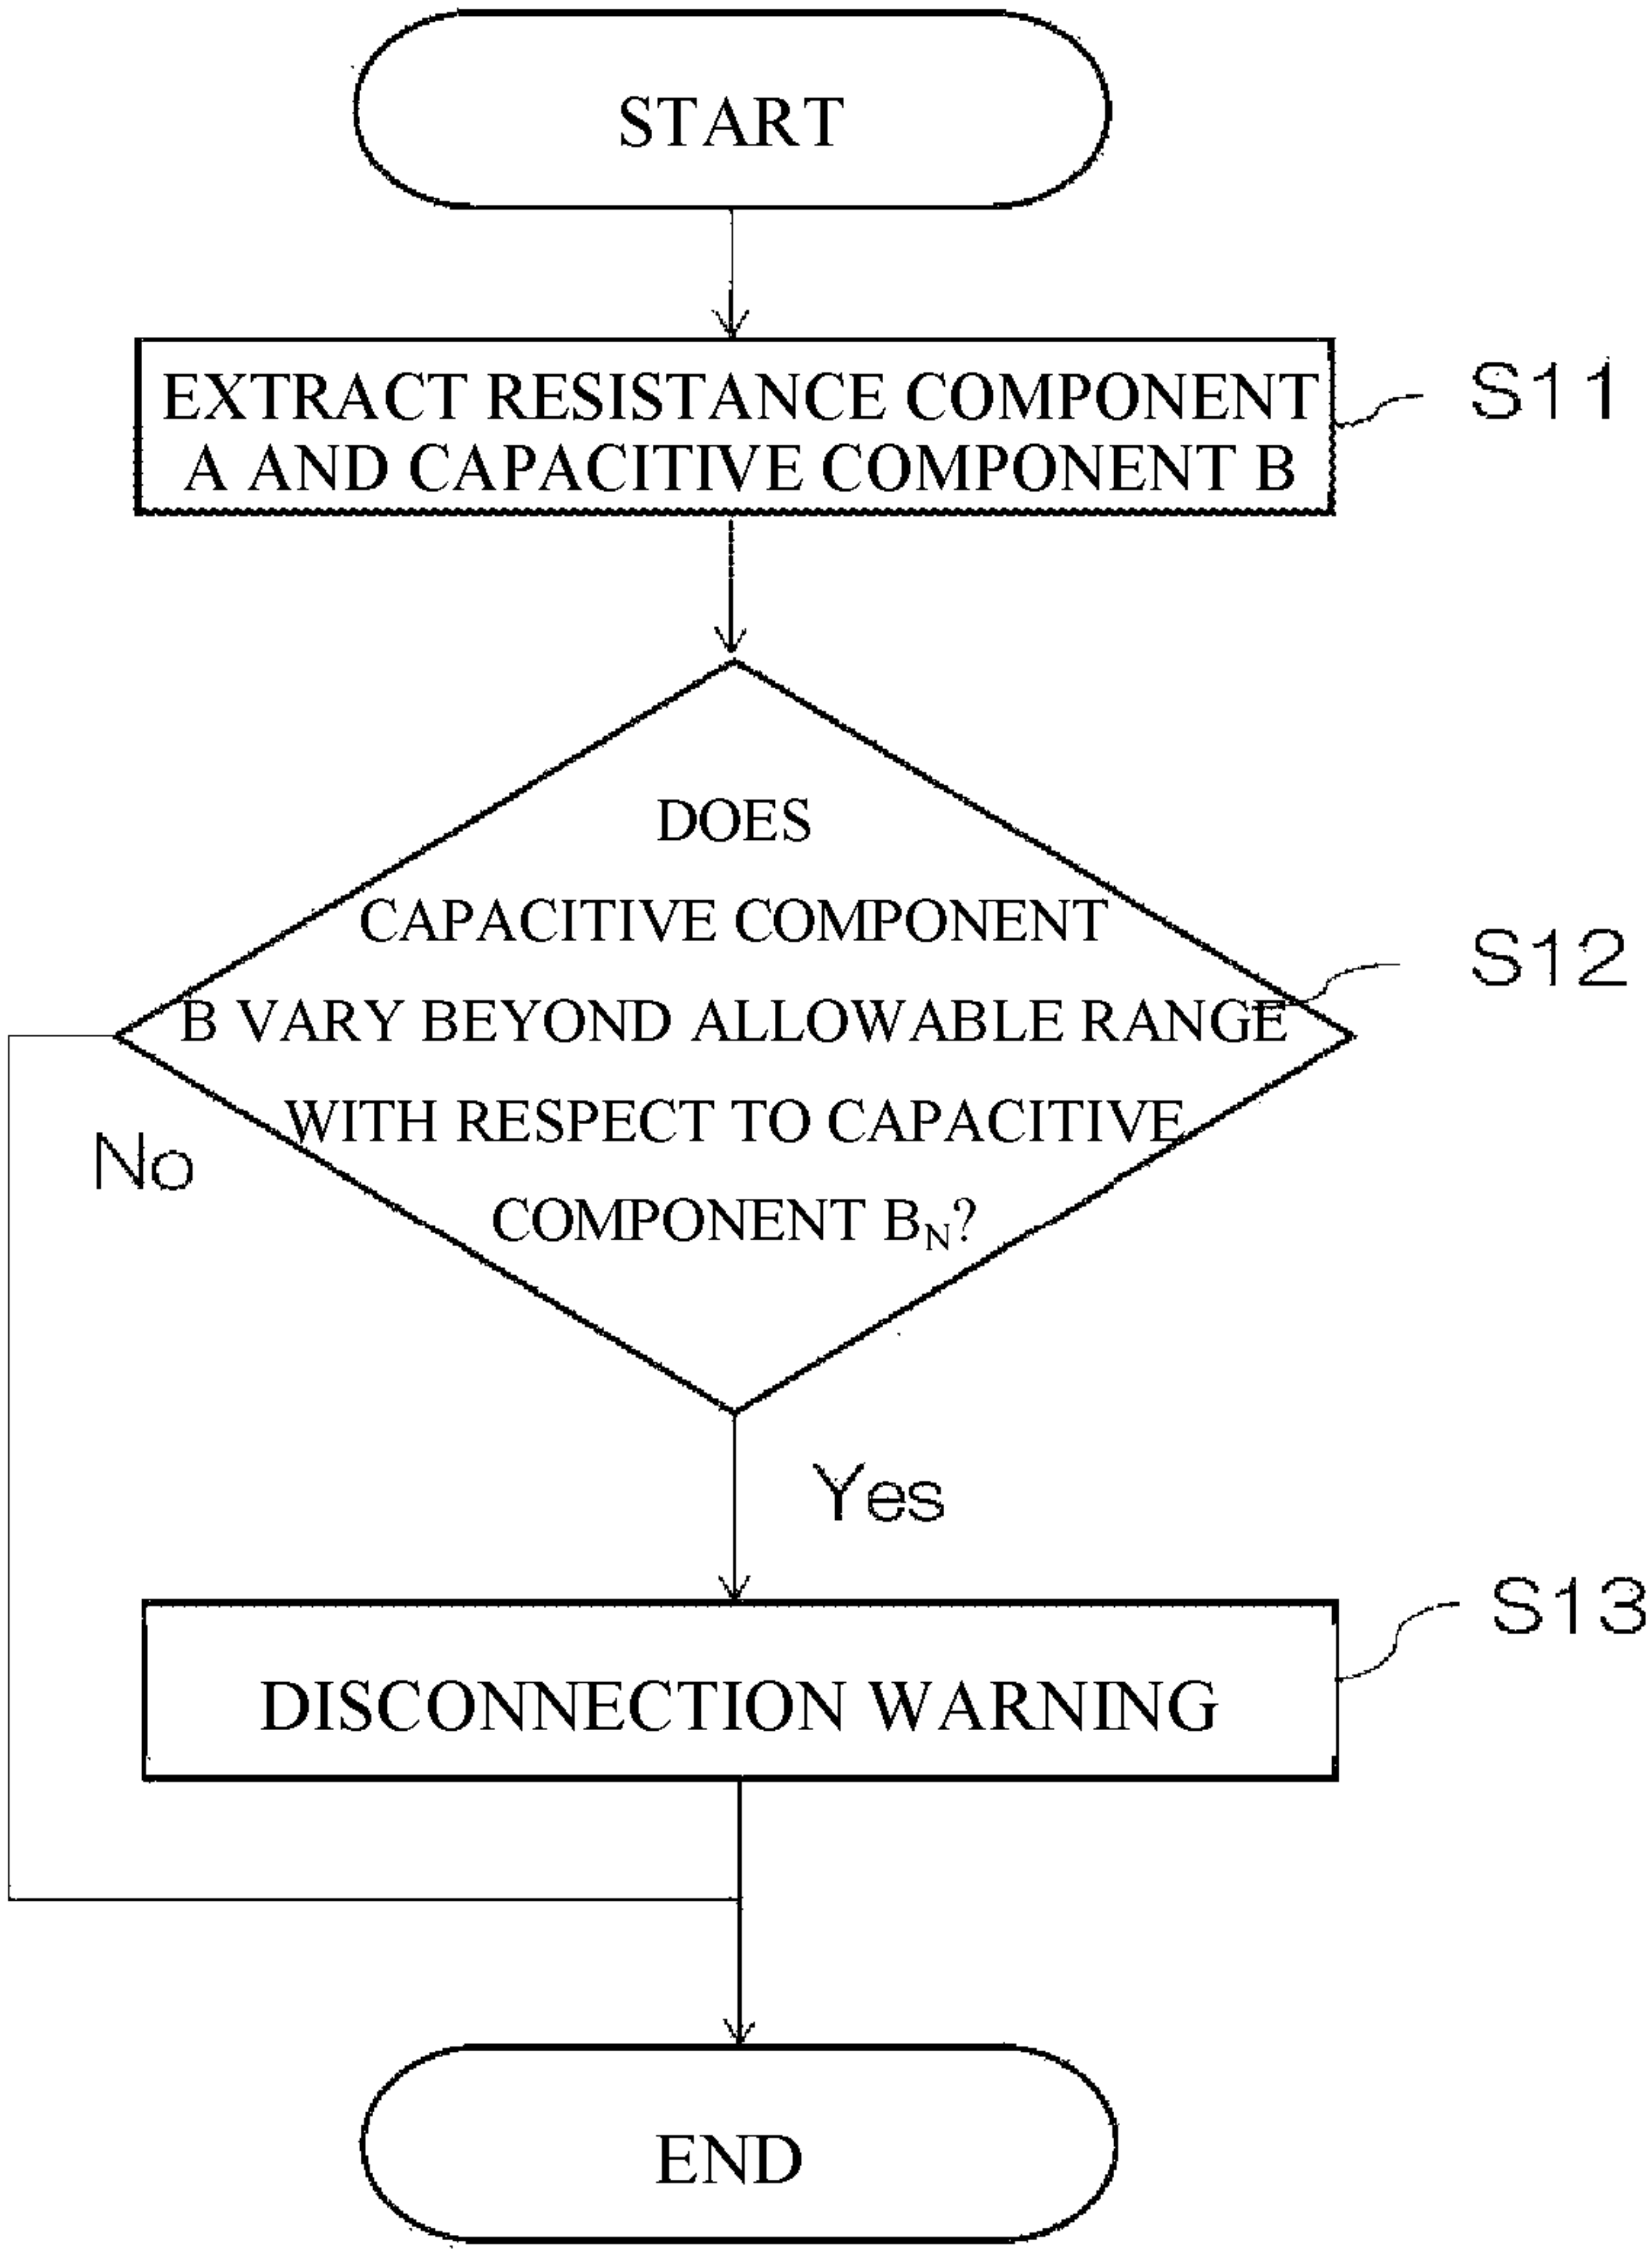 START
EXTRACT RESISTANCE COMPONENT
A AND CAPACITIVE COMPONENT B
S11
DOES
CAPACITIVE COMPONENT
B VARY BEYOND ALLOWABLE RANGE
WITH RESPECT TO CAPACITIVE
COMPONENT B_N?
S12
No
Yes
DISCONNECTION WARNING
S13
END